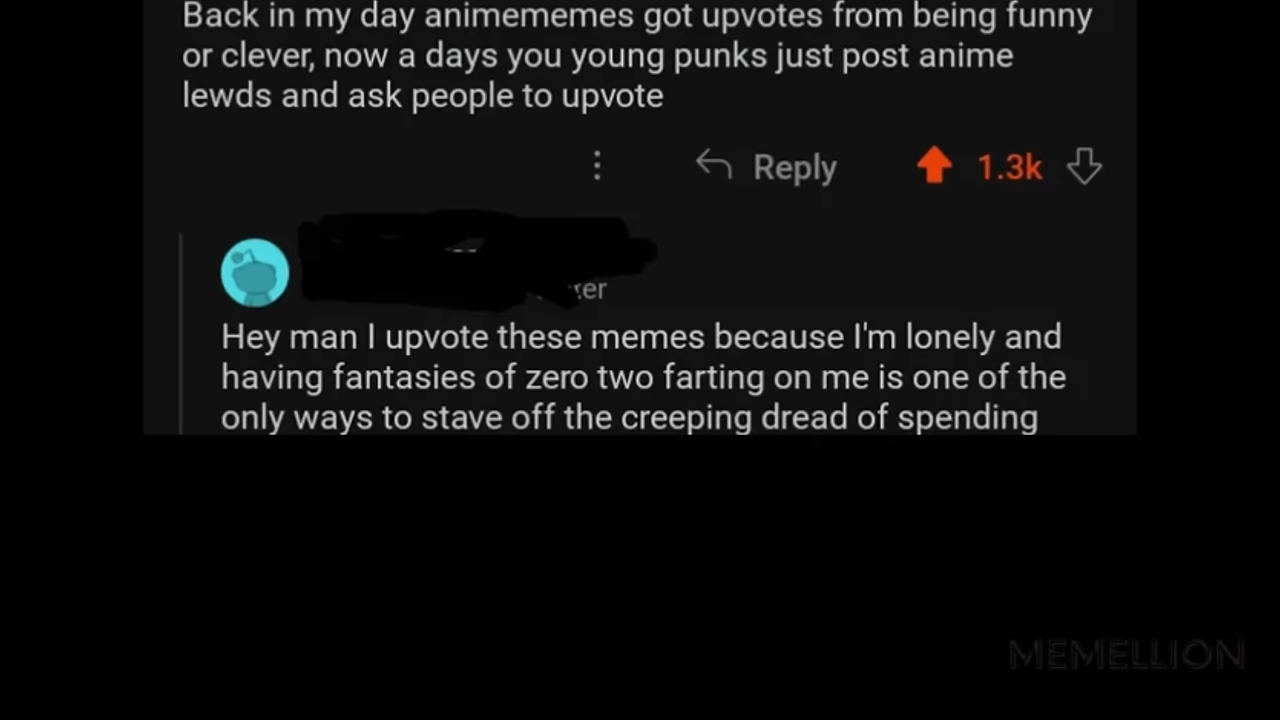 Back in my day animememes got upvotes from being funny
or clever, now a days you young punks just post anime
lewds and ask people to upvote
Reply 1.3k
Hey man I upvote these memes because I'm lonely and
having fantasies of zero two farting on me is one of the
only ways to stave off the creeping dread of spending
MEMELLION